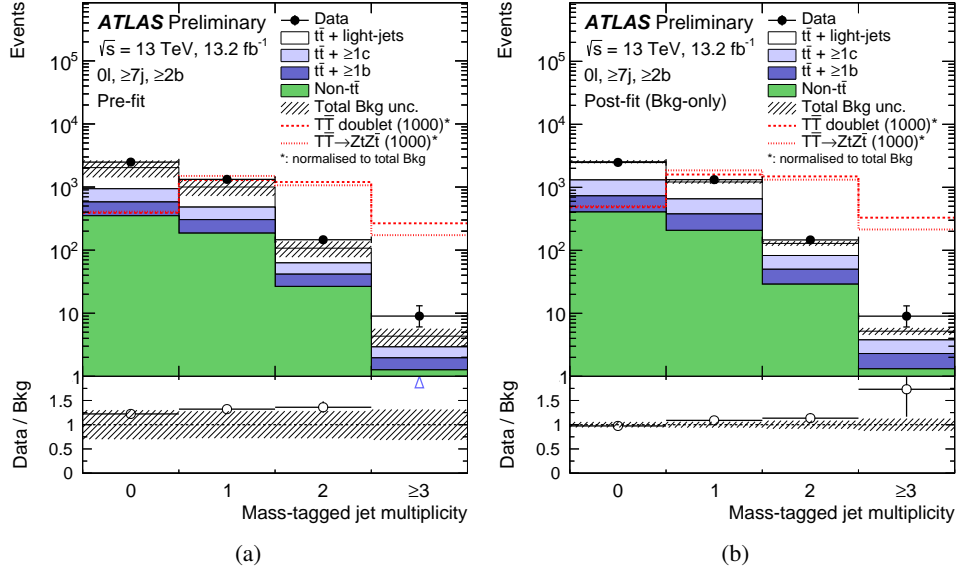 Events
ATLAS Preliminary
√s = 13 TeV, 13.2 fb⁻¹
0l, ≥7j, ≥2b
Pre-fit
Data
tt̄ + light-jets
tt̄ + ≥1c
tt̄ + ≥1b
Non-tt̄
Total Bkg unc.
TT̄ doublet (1000)*
TT̄→ZtZt̄ (1000)*
*: normalised to total Bkg
10⁵
10⁴
10³
10²
10
1
Data / Bkg
1.5
1
0.5
0
0 1 2 ≥3
Mass-tagged jet multiplicity
(a)
Events
ATLAS Preliminary
√s = 13 TeV, 13.2 fb⁻¹
0l, ≥7j, ≥2b
Post-fit (Bkg-only)
Data
tt̄ + light-jets
tt̄ + ≥1c
tt̄ + ≥1b
Non-tt̄
Total Bkg unc.
TT̄ doublet (1000)*
TT̄→ZtZt̄ (1000)*
*: normalised to total Bkg
10⁵
10⁴
10³
10²
10
1
Data / Bkg
1.5
1
0.5
0
0 1 2 ≥3
Mass-tagged jet multiplicity
(b)